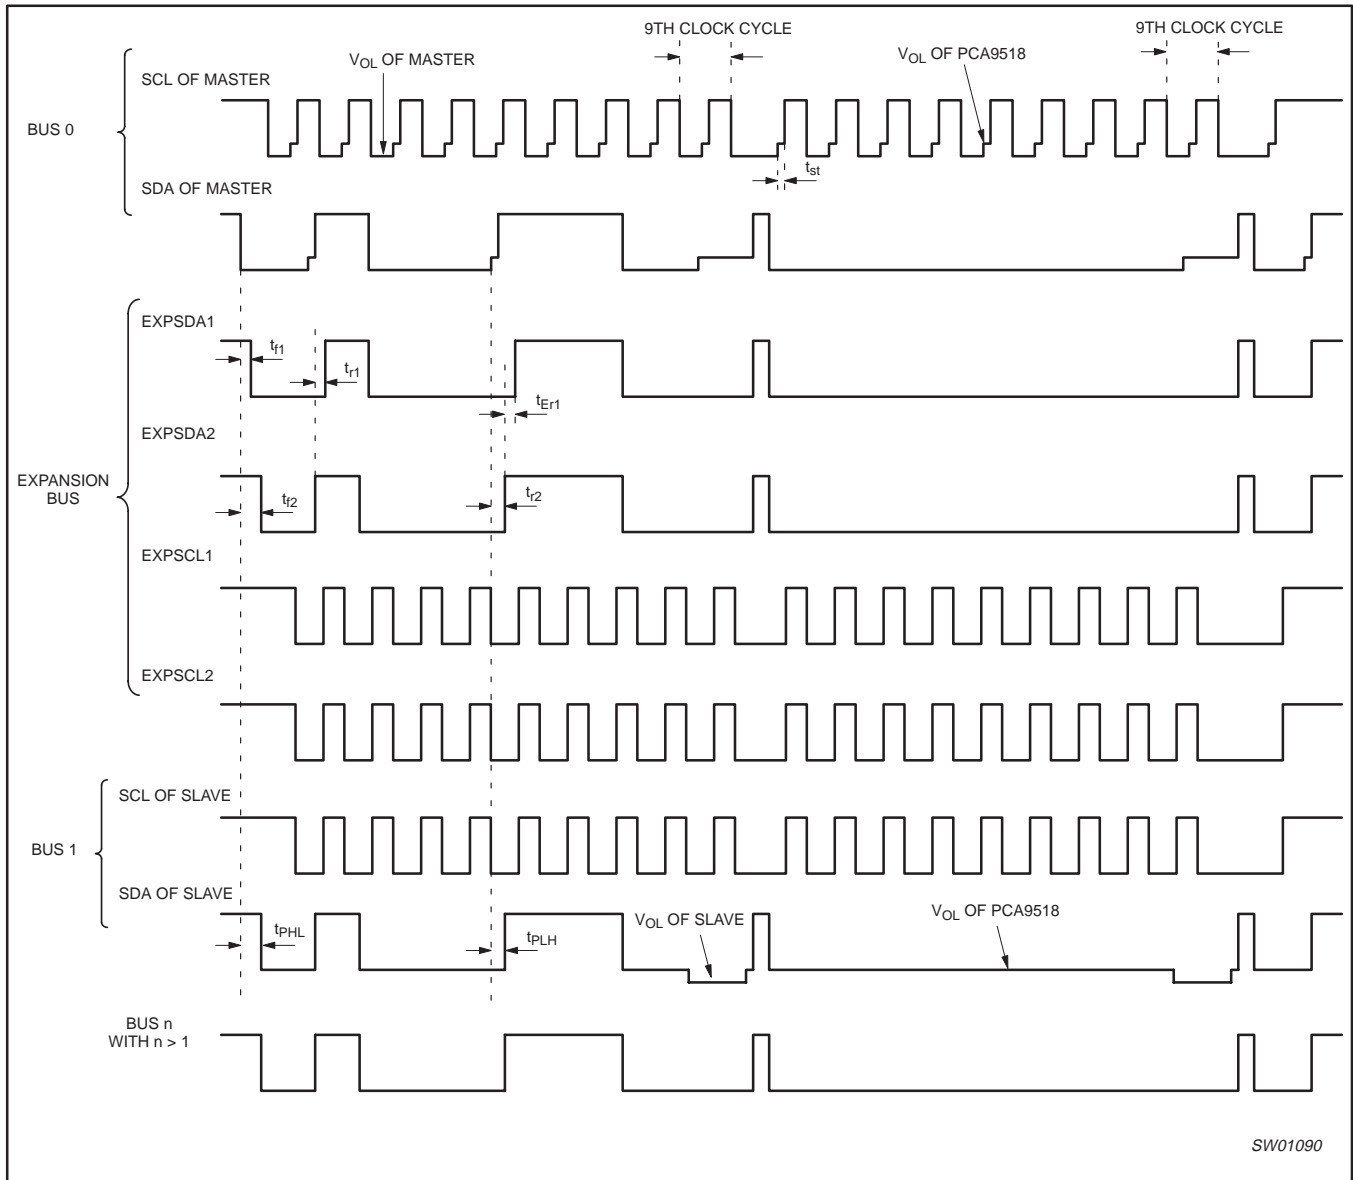 9TH CLOCK CYCLE
9TH CLOCK CYCLE
VOL OF MASTER
VOL OF PCA9518
SCL OF MASTER
BUS 0
tst
SDA OF MASTER
EXPSDA1
tf1
tr1
tEr1
EXPSDA2
EXPANSION
BUS
tf2
tr2
EXPSCL1
EXPSCL2
SCL OF SLAVE
BUS 1
SDA OF SLAVE
tPHL
tPLH
VOL OF SLAVE
VOL OF PCA9518
BUS n
WITH n > 1
SW01090